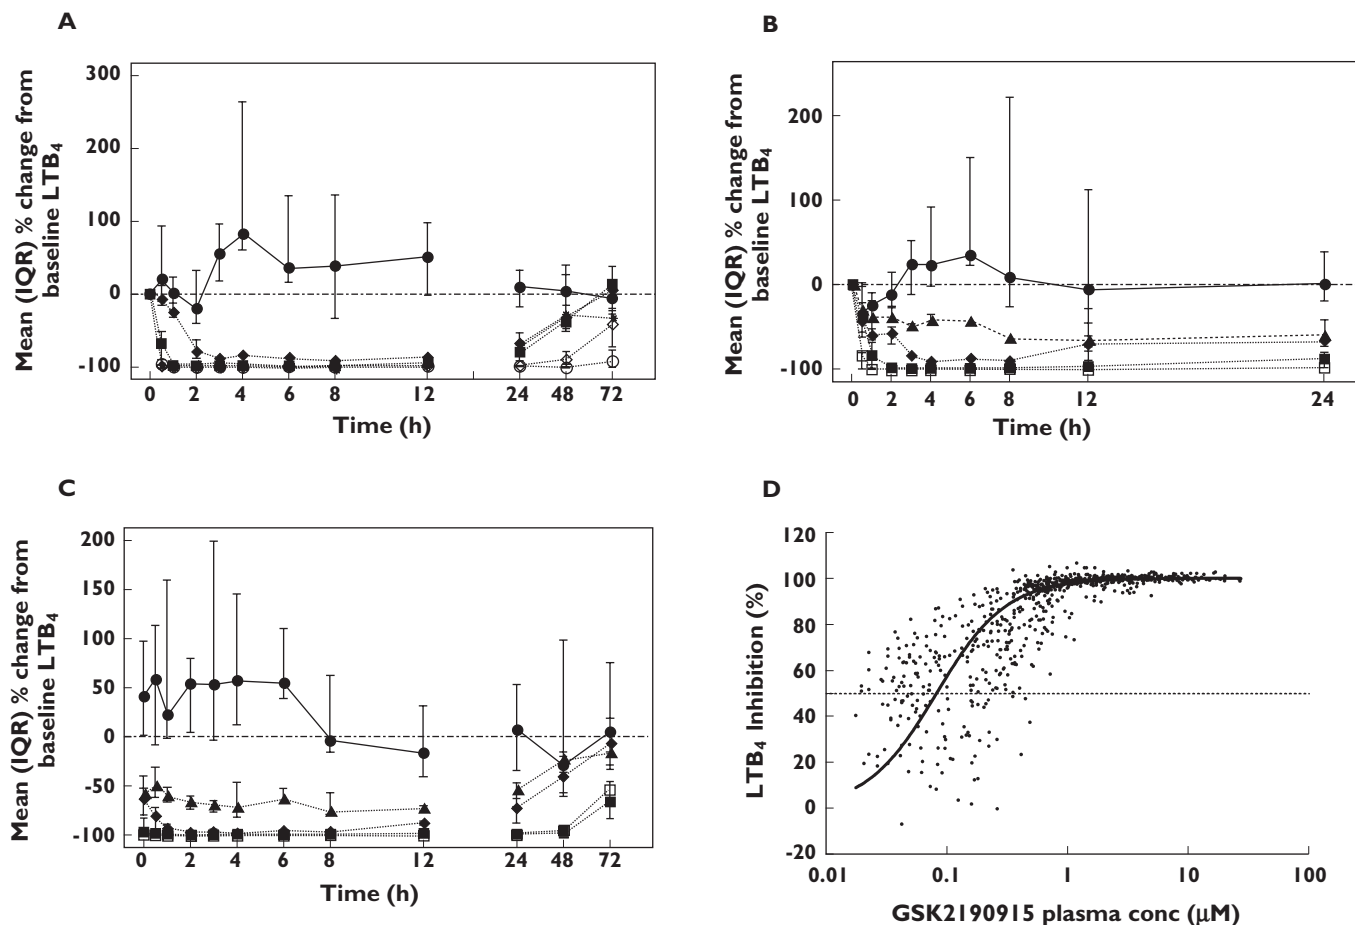 A
Mean (IQR) % change from
baseline LTB4
300
200
100
0
-100
0 2 4 6 8 12 24 48 72
Time (h)
B
Mean (IQR) % change from
baseline LTB4
200
100
0
-100
0 2 4 6 8 12 24
Time (h)
C
Mean (IQR) % change from
baseline LTB4
200
150
100
50
0
-50
-100
0 2 4 6 8 12 24 48 72
Time (h)
D
LTB4 Inhibition (%)
120
100
80
60
40
20
0
-20
0.01 0.1 1 10 100
GSK2190915 plasma conc (μM)